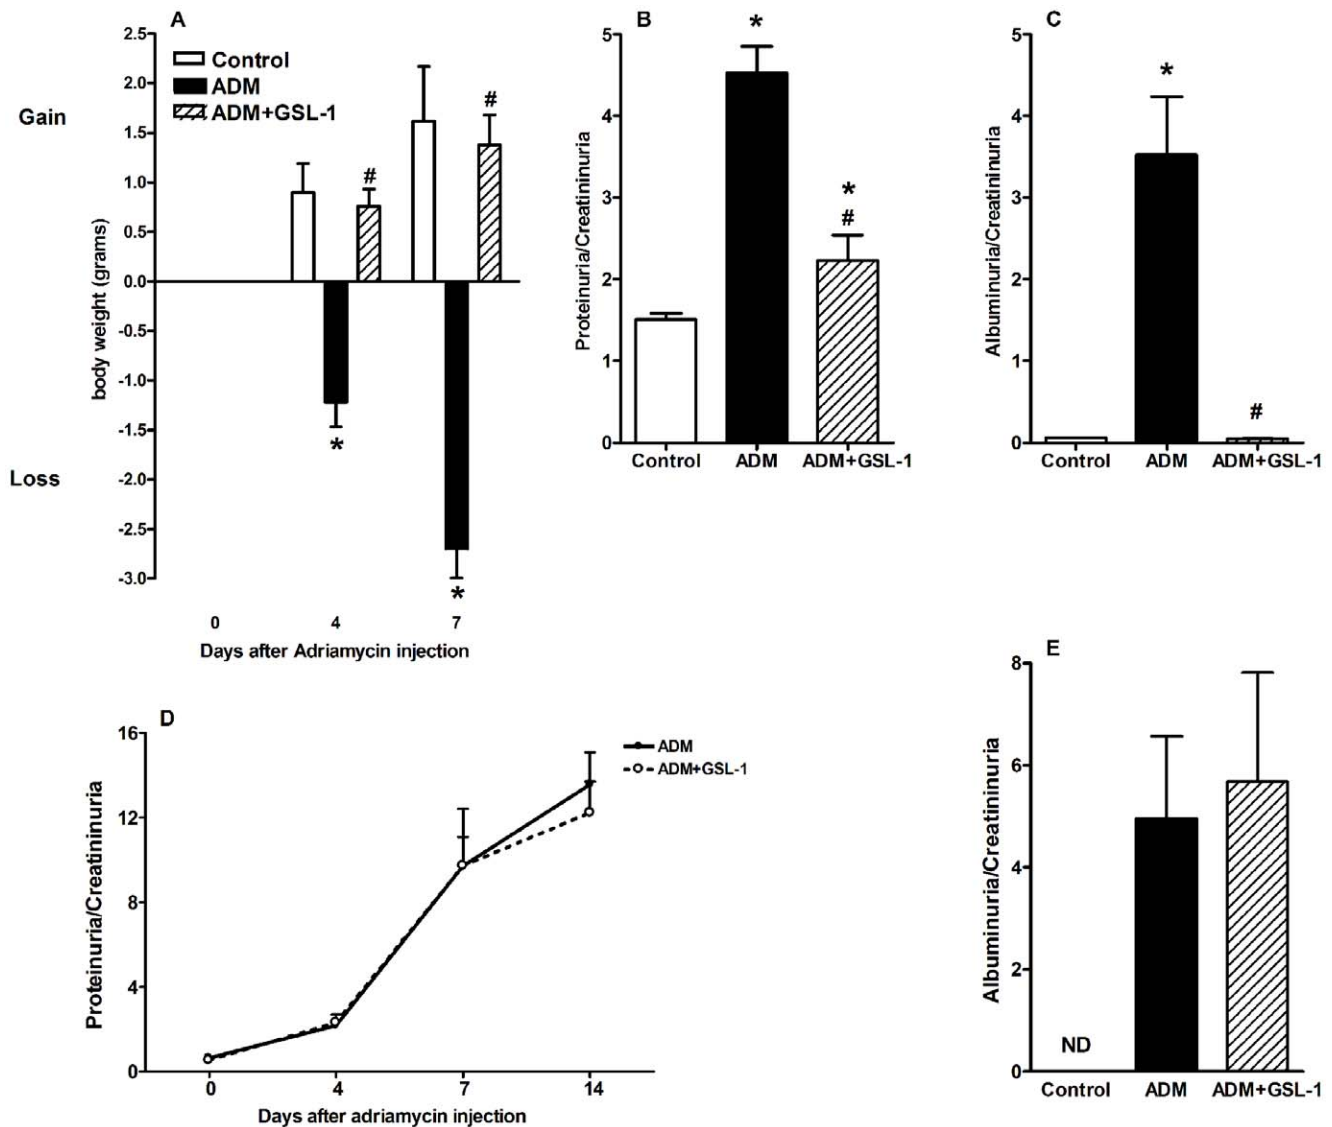 A
2.5
2.0
1.5
1.0
0.5
0.0
-0.5
-1.0
-1.5
-2.0
-2.5
-3.0
Gain
Loss
body weight (grams)
Control
ADM
ADM+GSL-1
#
#
*
*
0 4 7
Days after Adriamycin injection
B
5
4
3
2
1
0
Proteinuria/Creatininuria
*
*
#
Control ADM ADM+GSL-1
C
5
4
3
2
1
0
Albuminuria/Creatininuria
*
#
Control ADM ADM+GSL-1
D
16
12
8
4
0
Proteinuria/Creatininuria
ADM
ADM+GSL-1
0 4 7 14
Days after adriamycin injection
E
8
6
4
2
0
Albuminuria/Creatininuria
ND
Control ADM ADM+GSL-1